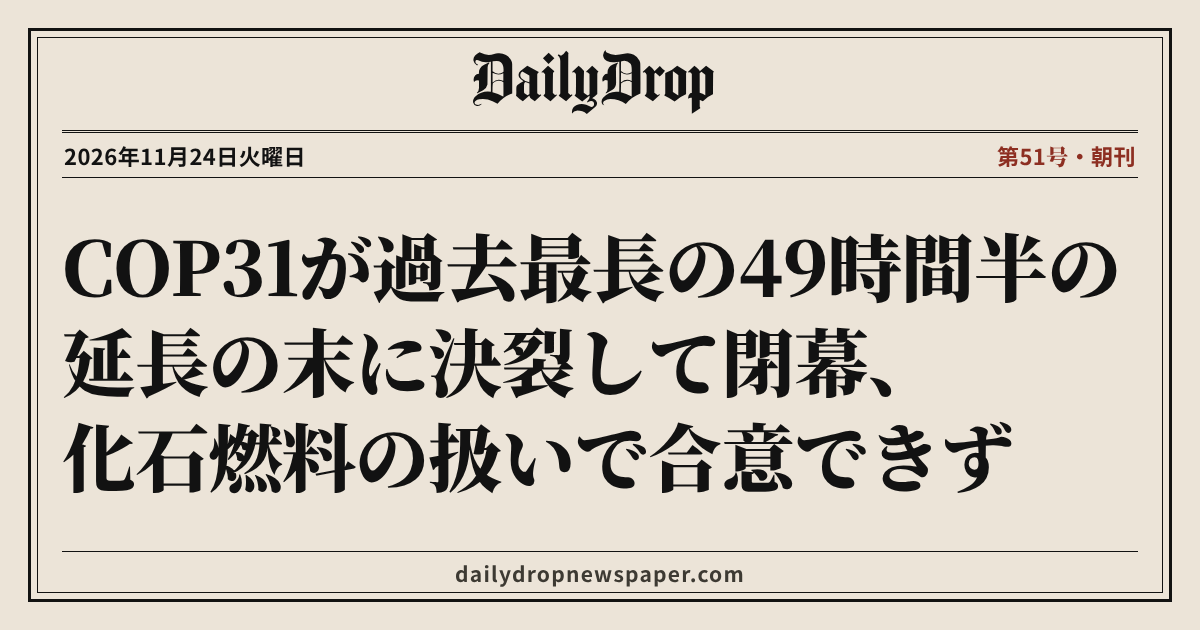 DailyDrop
2026年11月24日火曜日
第51号・朝刊
COP31が過去最長の49時間半の
延長の末に決裂して閉幕、
化石燃料の扱いで合意できず
dailydropnewspaper.com